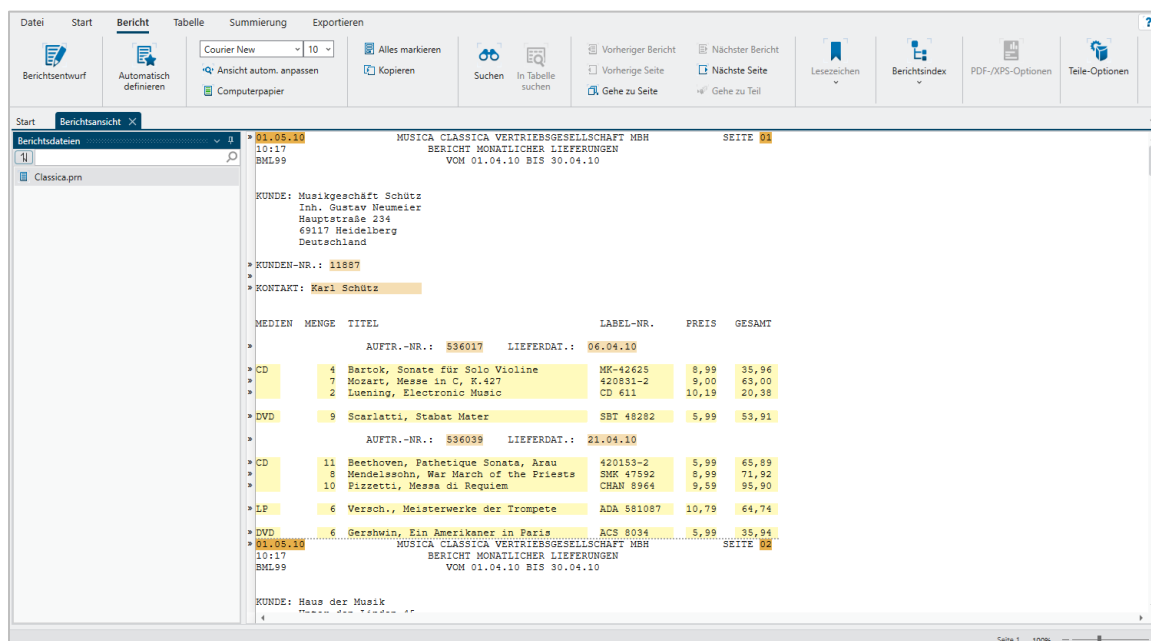 Datei Start Bericht Tabelle Summierung Exportieren ?
Berichtsentwurf
Automatisch definieren
Courier New 10
Ansicht autom. anpassen
Computerpapier
Alles markieren
Kopieren
Suchen
In Tabelle suchen
Vorheriger Bericht
Vorherige Seite
Gehe zu Seite
Nächster Bericht
Nächste Seite
Gehe zu Teil
Lesezeichen
Berichtsindex
PDF-/XPS-Optionen
Teile-Optionen
Start Berichtsansicht
Berichtsdateien
Classica.prn
01.05.10 MUSICA CLASSICA VERTRIEBSGESELLSCHAFT MBH SEITE 01
10:17 BERICHT MONATLICHER LIEFERUNGEN
BML99 VOM 01.04.10 BIS 30.04.10
KUNDE: Musikgeschäft Schütz
Inh. Gustav Neumeier
Hauptstraße 234
69117 Heidelberg
Deutschland
KUNDEN-NR.: 11887
KONTAKT: Karl Schütz
MEDIEN MENGE TITEL LABEL-NR. PREIS GESAMT
AUFTR.-NR.: 536017 LIEFERDAT.: 06.04.10
CD 4 Bartok, Sonate für Solo Violine MK-42625 8,99 35,96
7 Mozart, Messe in C, K.427 420831-2 9,00 63,00
2 Luening, Electronic Music CD 611 10,19 20,38
DVD 9 Scarlatti, Stabat Mater SBT 48282 5,99 53,91
AUFTR.-NR.: 536039 LIEFERDAT.: 21.04.10
CD 11 Beethoven, Pathetique Sonata, Arau 420153-2 5,99 65,89
8 Mendelssohn, War March of the Priests SMK 47592 8,99 71,92
10 Pizzetti, Messa di Requiem CHAN 8964 9,59 95,90
LP 6 Versch., Meisterwerke der Trompete ADA 581087 10,79 64,74
DVD 6 Gershwin, Ein Amerikaner in Paris ACS 8034 5,99 35,94
01.05.10 MUSICA CLASSICA VERTRIEBSGESELLSCHAFT MBH SEITE 02
10:17 BERICHT MONATLICHER LIEFERUNGEN
BML99 VOM 01.04.10 BIS 30.04.10
KUNDE: Haus der Musik
Seite 1 100%